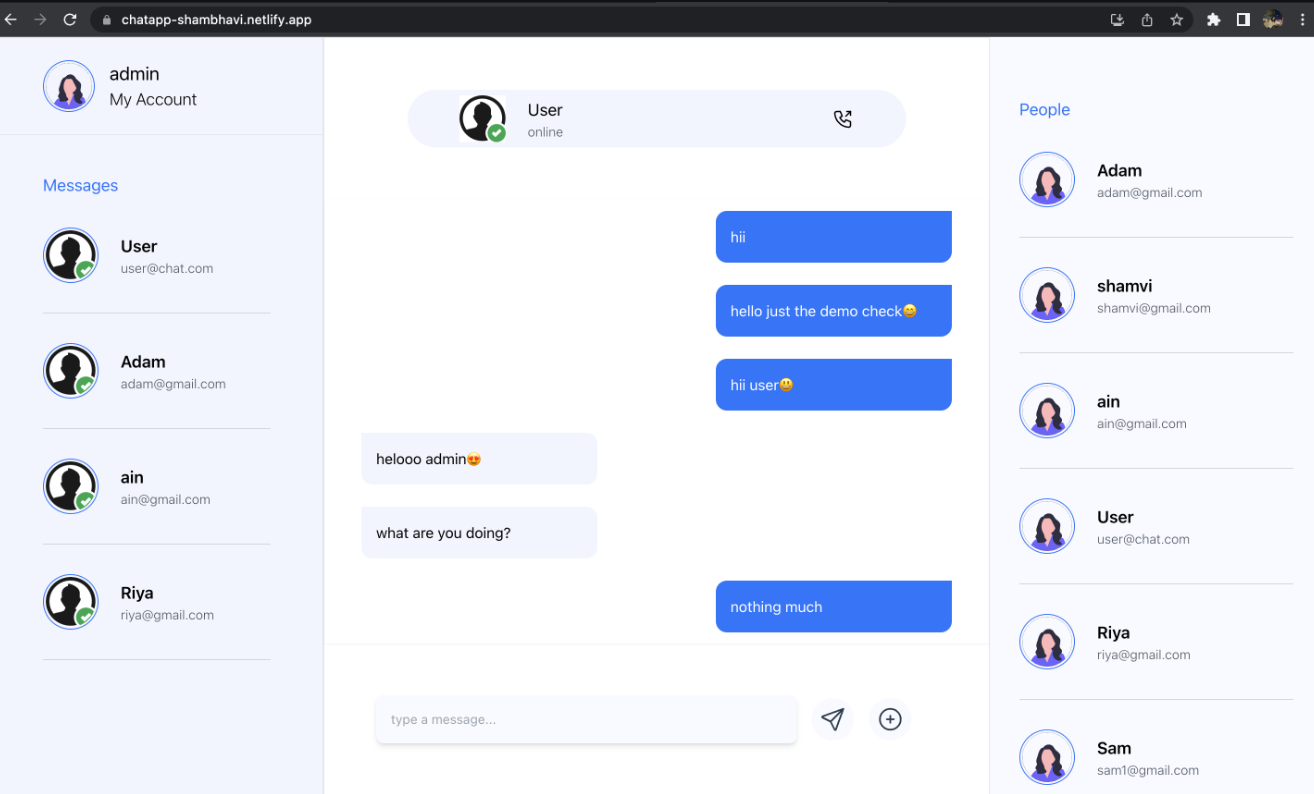 chatapp-shambhavi.netlify.app
admin
My Account
Messages
User
user@chat.com
Adam
adam@gmail.com
ain
ain@gmail.com
Riya
riya@gmail.com
User
online
hii
hello just the demo check😄
hii user😃
helooo admin😍
what are you doing?
nothing much
type a message...
People
Adam
adam@gmail.com
shamvi
shamvi@gmail.com
ain
ain@gmail.com
User
user@chat.com
Riya
riya@gmail.com
Sam
sam1@gmail.com